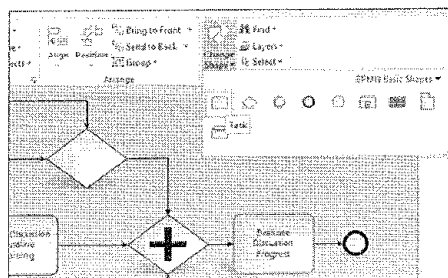 Bring to Front
Send to Back
Group
Align
Position
Arrange
Change
Shape
Find
Layers
Select
BPMN Basic Shapes
Task
Evaluate
Discussion
Progress
Discussion